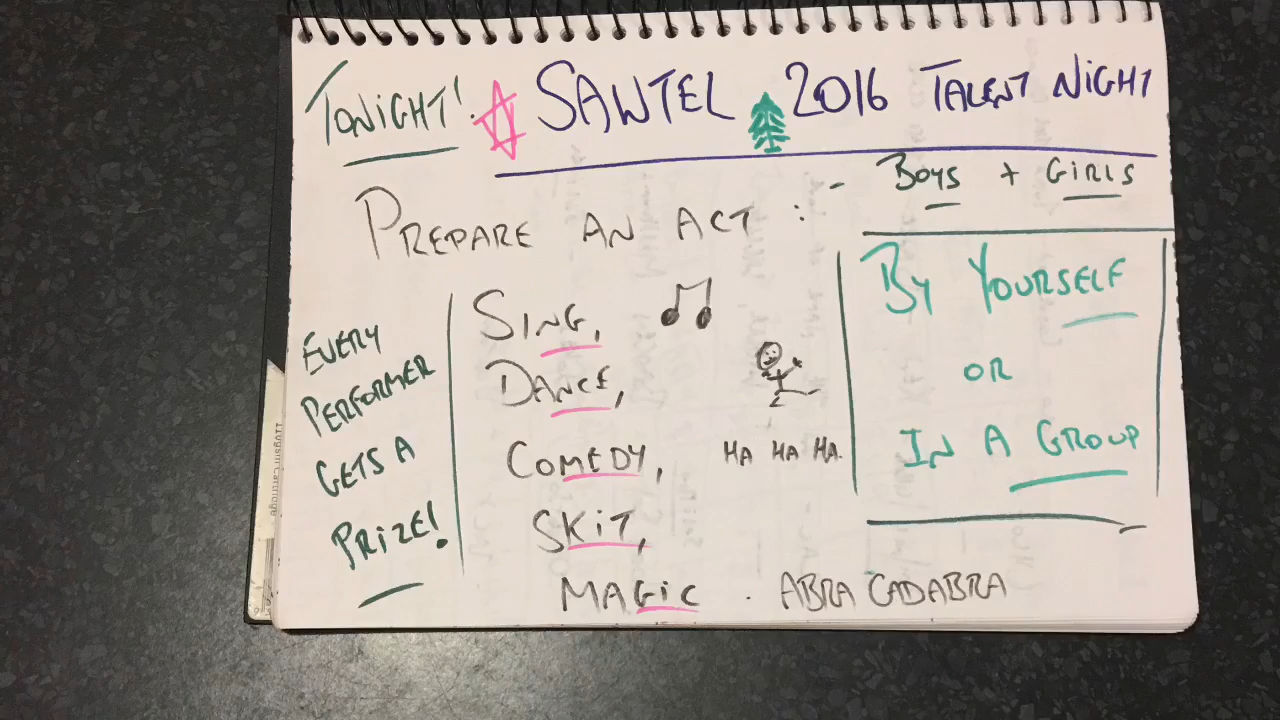 TONIGHT! SAWTEL 2016 TALENT NIGHT
PREPARE AN ACT :- BOYS + GIRLS
EVERY
PERFORMER
GETS A
PRIZE!
SING,
DANCE,
COMEDY, HA HA HA.
SKIT,
MAGIC. ABRA CADABRA
BY YOURSELF
OR
IN A GROUP